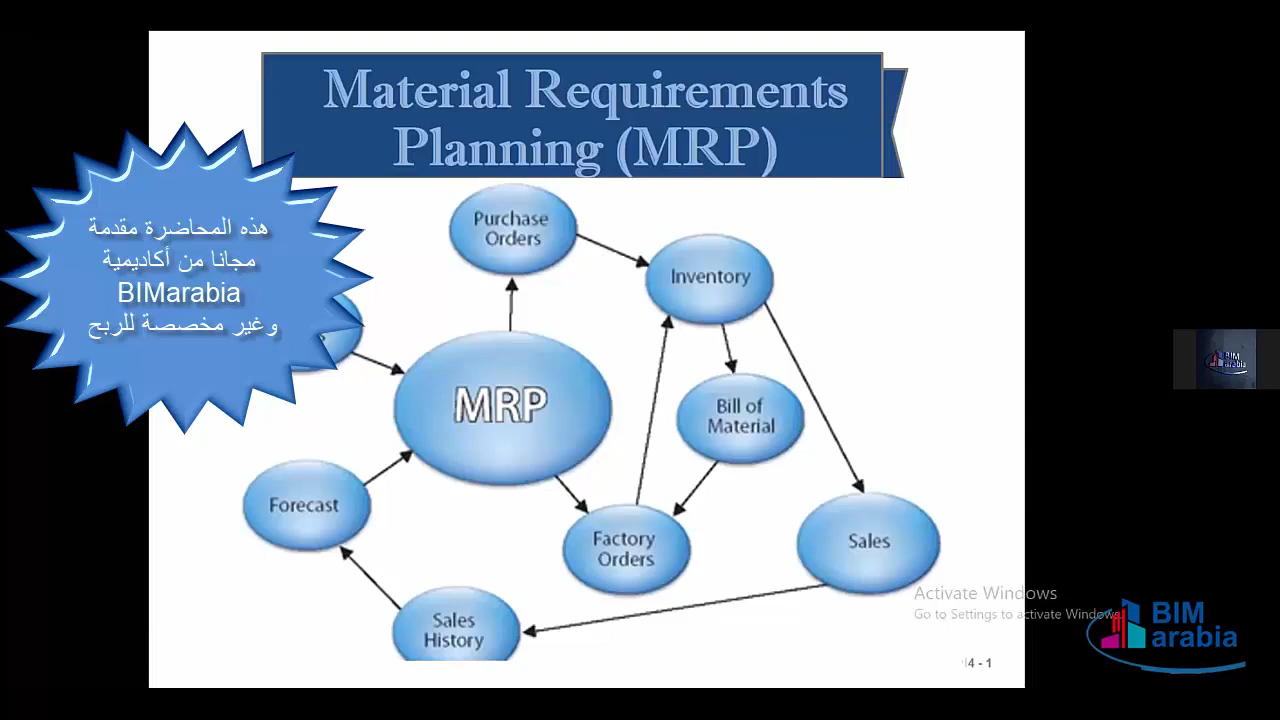 Material Requirements
Planning (MRP)
هذه المحاضرة مقدمة
مجانا من أكاديمية
BIMarabia
وغير مخصصة للربح
Purchase
Orders
Inventory
MRP
Bill of
Material
Forecast
Factory
Orders
Sales
Sales
History
Activate Windows
Go to Settings to activate Windows.
BIM
arabia
BIM
arabia
4 - 1